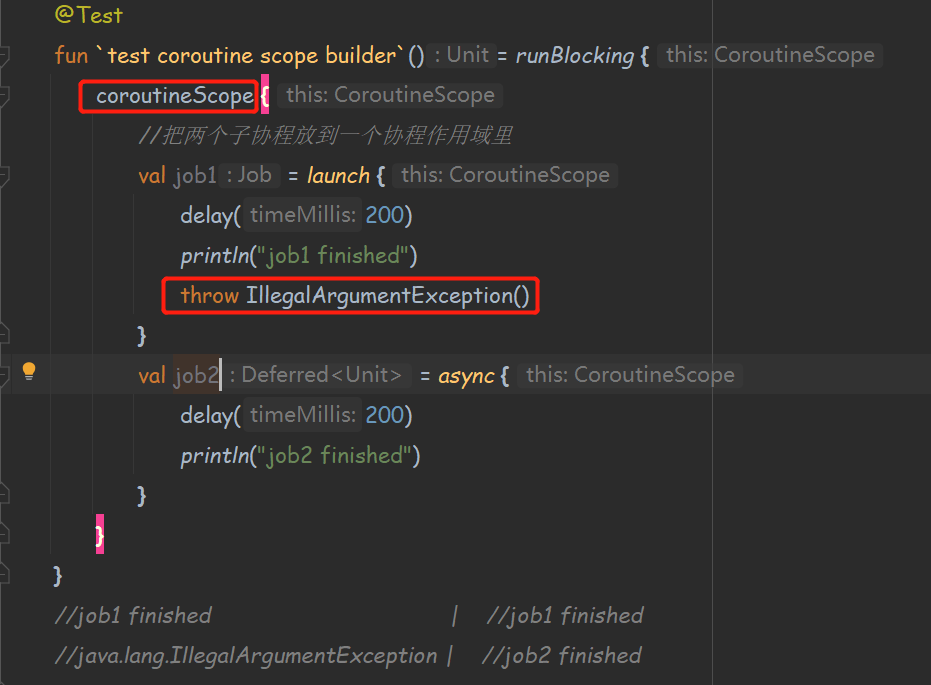 @Test
fun `test coroutine scope builder`() : Unit = runBlocking { this: CoroutineScope
coroutineScope{ this: CoroutineScope
//把两个子协程放到一个协程作用域里
val job1 : Job = launch { this: CoroutineScope
delay( timeMillis: 200)
println("job1 finished")
throw IllegalArgumentException()
}
val job2 : Deferred<Unit> = async { this: CoroutineScope
delay( timeMillis: 200)
println("job2 finished")
}
}
}
//job1 finished | //job1 finished
//java.lang.IllegalArgumentException | //job2 finished